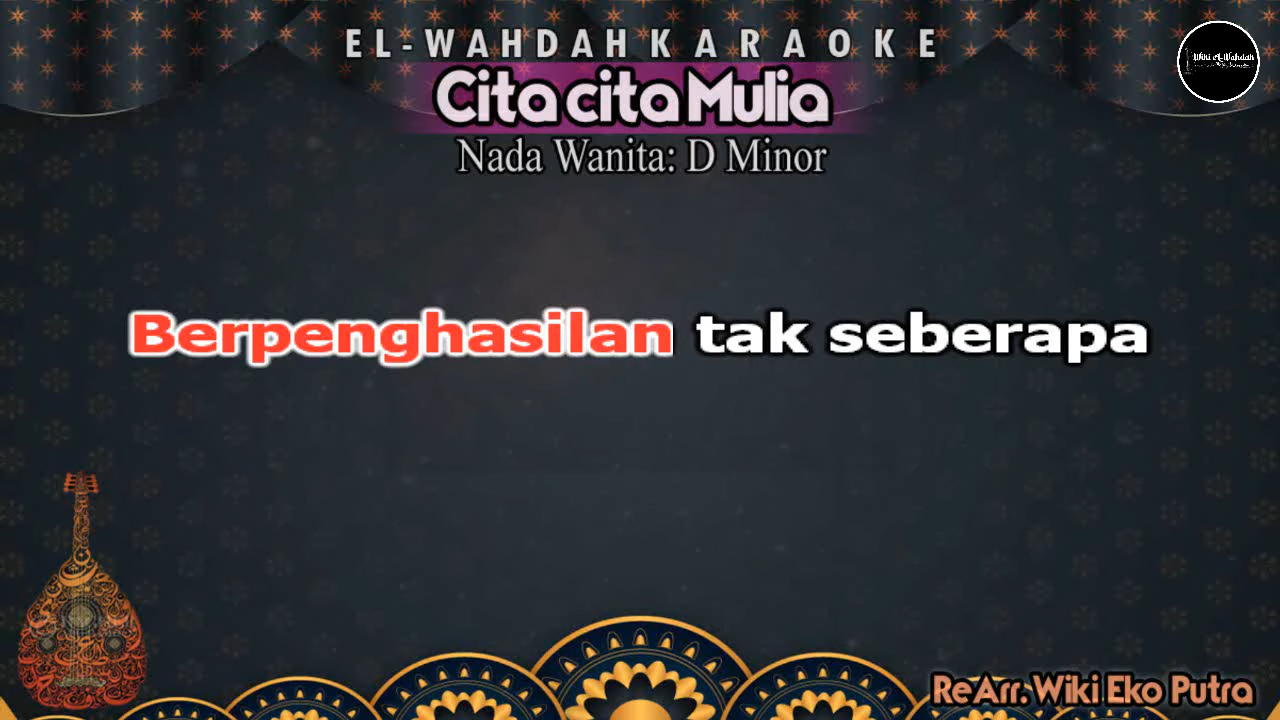 EL-WAHDAH KARAOKE
Cita cita Mulia
Nada Wanita: D Minor
Berpenghasilan tak seberapa
ReArr. Wiki Eko Putra